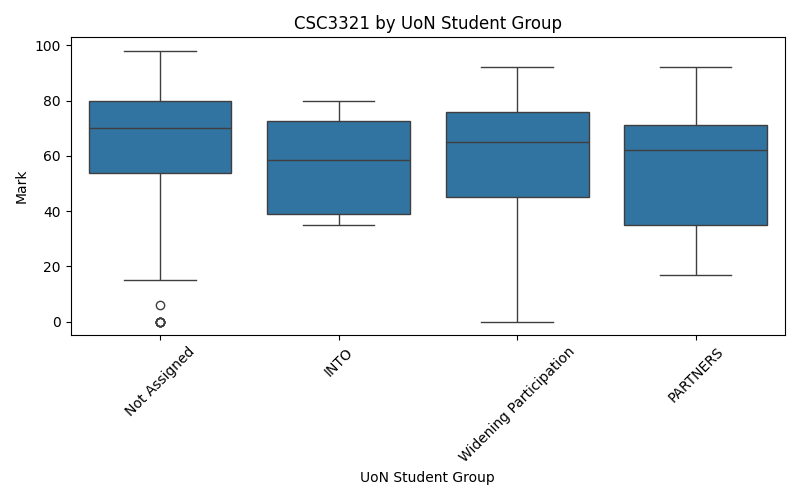 CSC3321 by UoN Student Group
Mark
100
80
60
40
20
0
Not Assigned
INTO
Widening Participation
PARTNERS
UoN Student Group